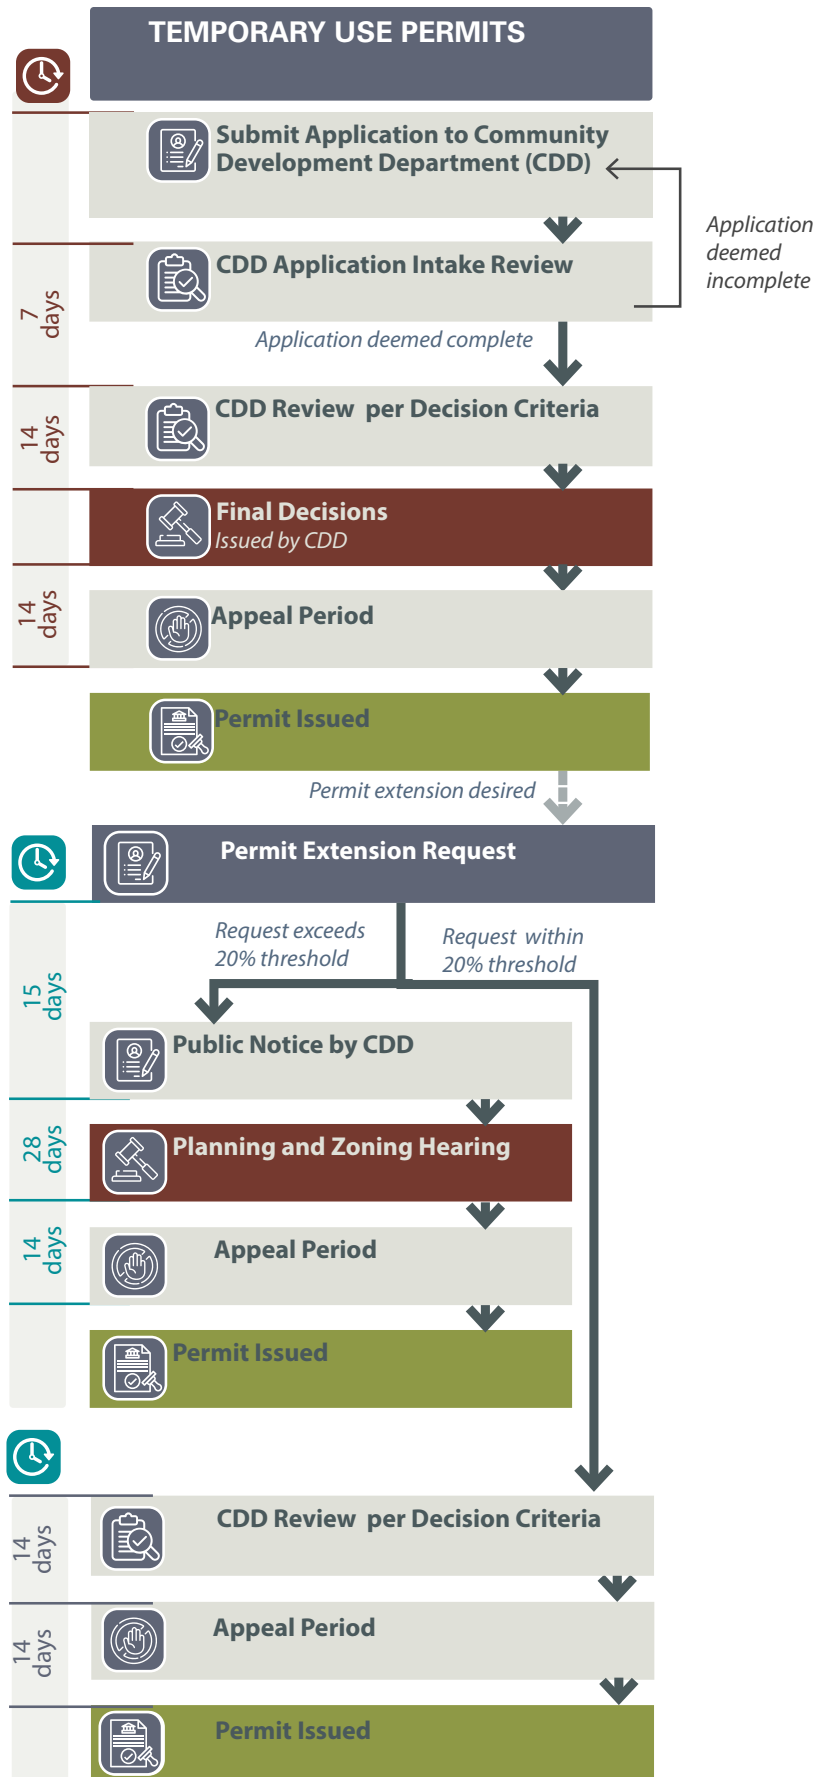 TEMPORARY USE PERMITS
Submit Application to Community
Development Department (CDD)
Application
deemed
incomplete
CDD Application Intake Review
7
days
Application deemed complete
CDD Review per Decision Criteria
14
days
Final Decisions
Issued by CDD
Appeal Period
14
days
Permit Issued
Permit extension desired
Permit Extension Request
Request exceeds
20% threshold
Request within
20% threshold
15
days
Public Notice by CDD
28
days
Planning and Zoning Hearing
14
days
Appeal Period
Permit Issued
CDD Review per Decision Criteria
14
days
Appeal Period
14
days
Permit Issued